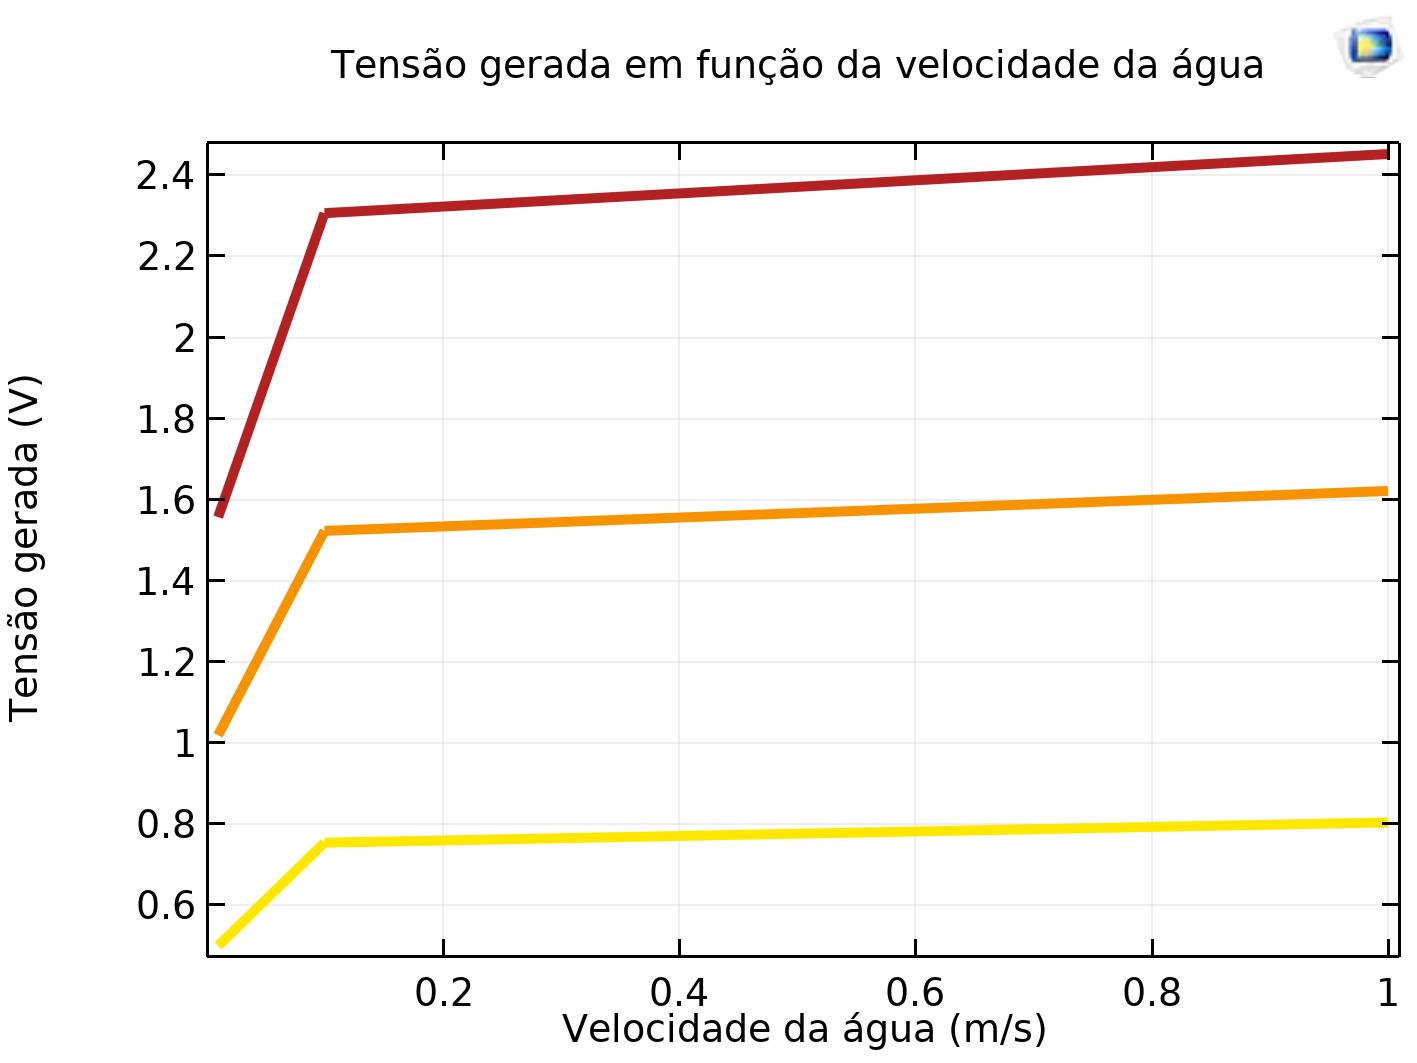 Tensão gerada em função da velocidade da água
2.4
2.2
2
1.8
1.6
1.4
1.2
1
0.8
0.6
Tensão gerada (V)
0.2 0.4 0.6 0.8 1
Velocidade da água (m/s)